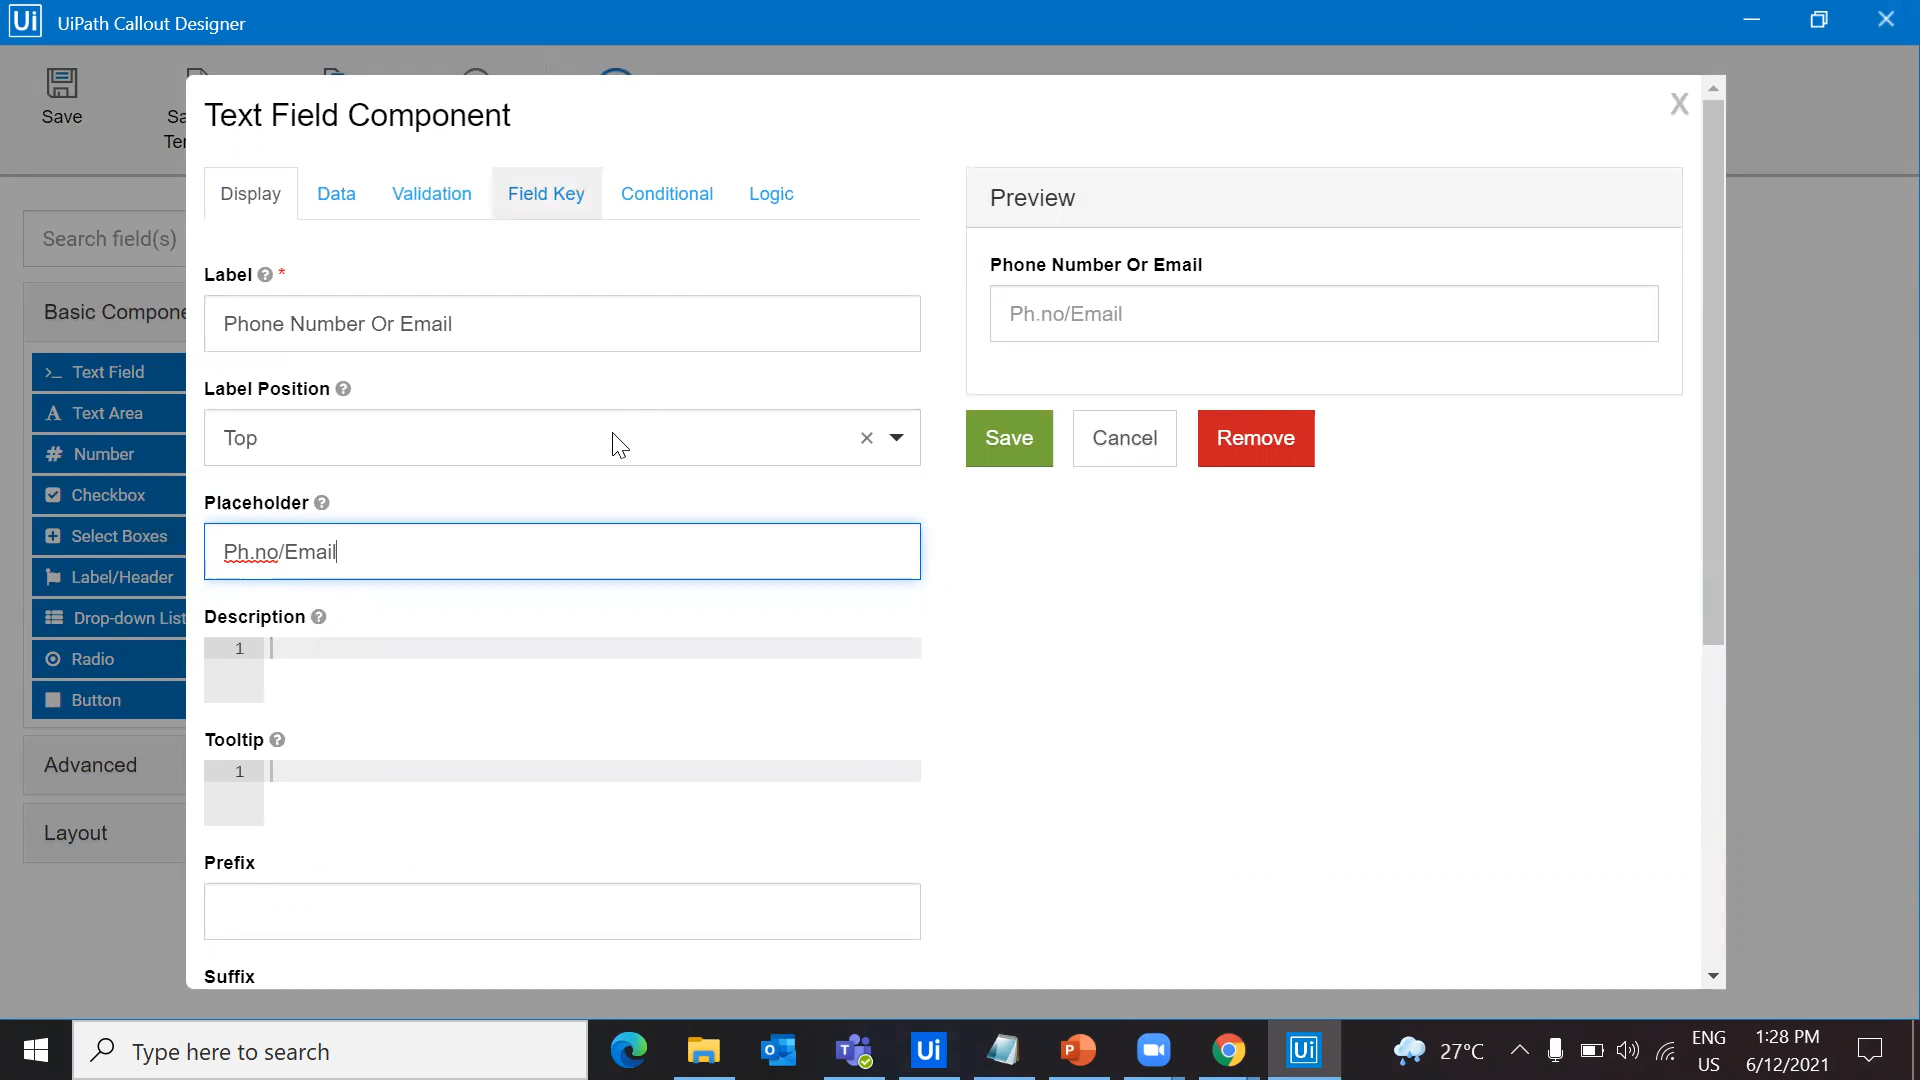 Ui UiPath Callout Designer
Save
Sa
Ter
Text Field Component
X
Display Data Validation Field Key Conditional Logic
Preview
Search field(s)
Label *
Phone Number Or Email
Phone Number Or Email
Ph.no/Email
Basic Compone
Label Position
Top
Save Cancel Remove
Text Field
Text Area
Number
Checkbox
Select Boxes
Label/Header
Drop-down List
Radio
Button
Placeholder
Ph.no/Email
Description
1
Tooltip
1
Advanced
Layout
Prefix
Suffix
Type here to search
Ui
Ui
27°C
ENG
US
1:28 PM
6/12/2021